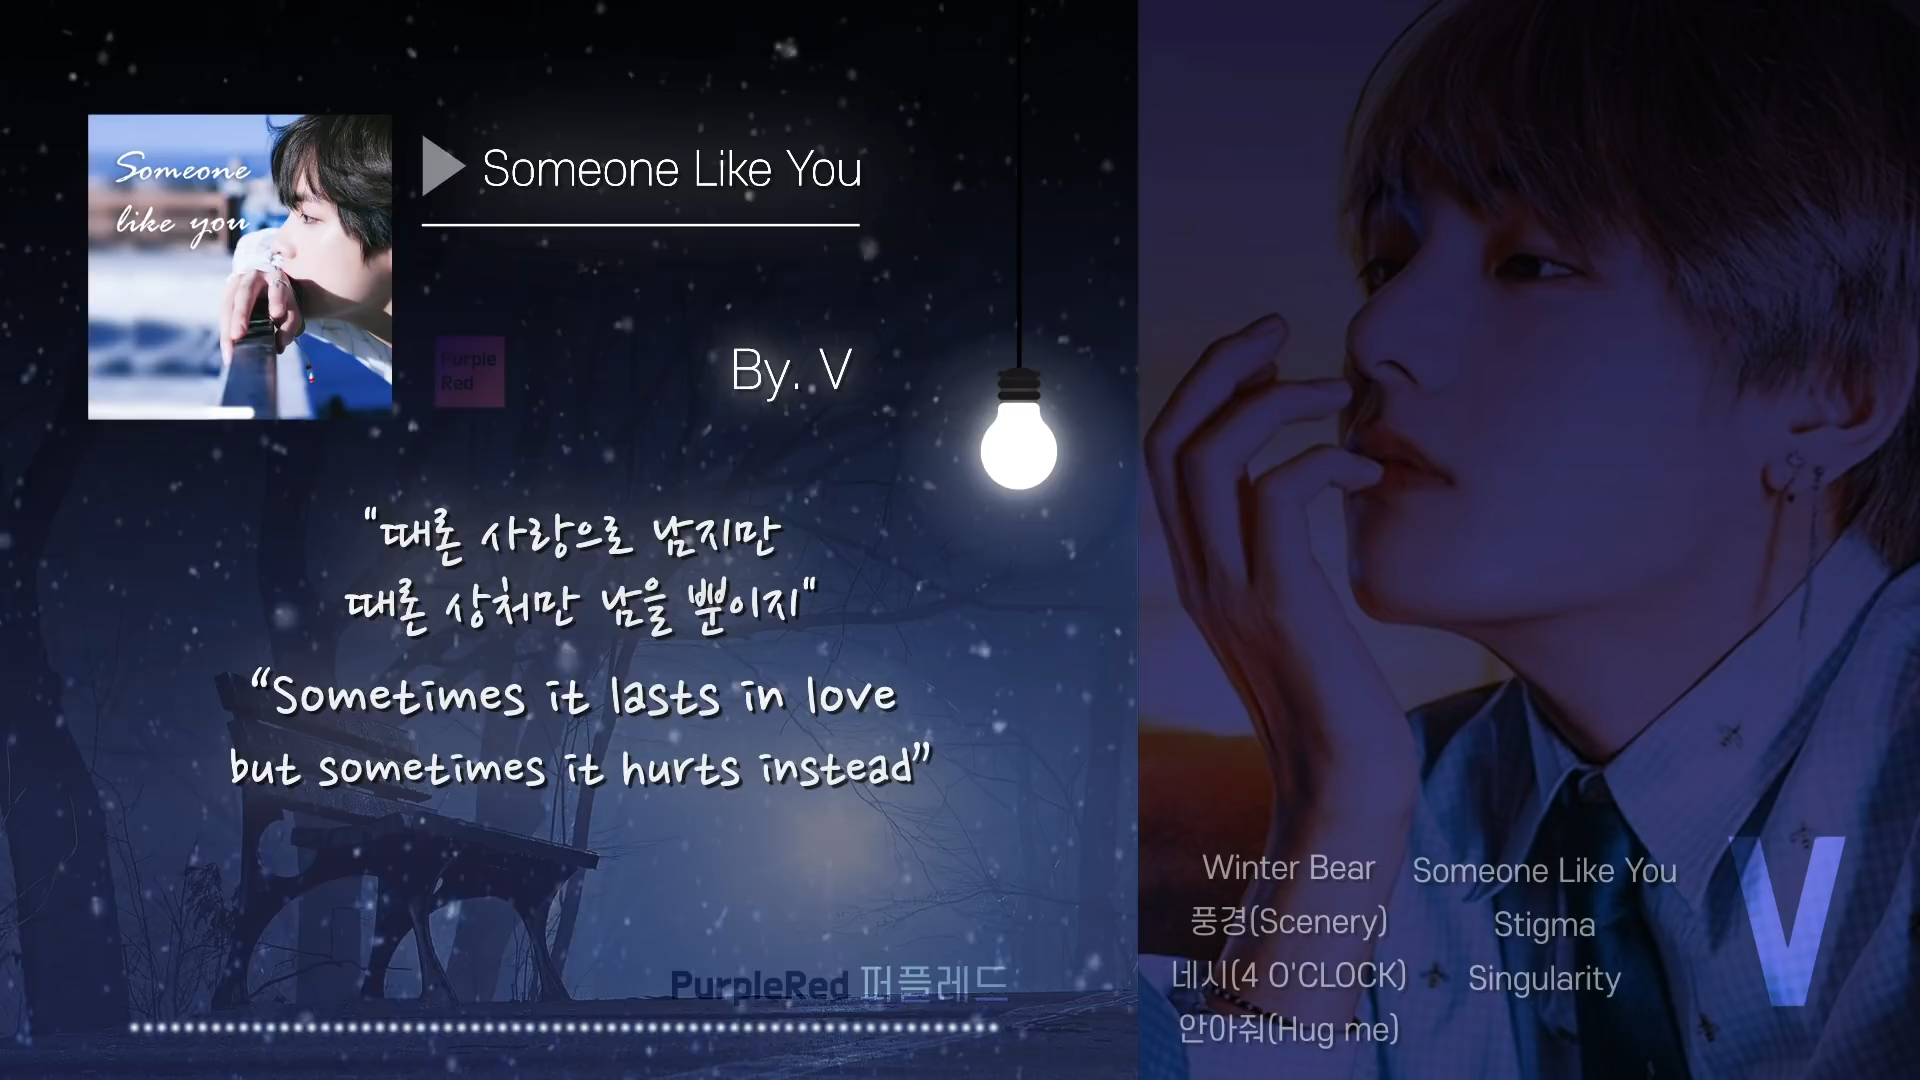 Someone
like you
Someone Like You
Purple
Red
By. V
"때론 사랑으로 남지만
때론 상처만 남을 뿐이지"
“Sometimes it lasts in love
but sometimes it hurts instead”
PurpleRed 퍼플레드
Winter Bear
풍경(Scenery)
네시(4 O'CLOCK)
안아줘(Hug me)
Someone Like You
Stigma
Singularity
V